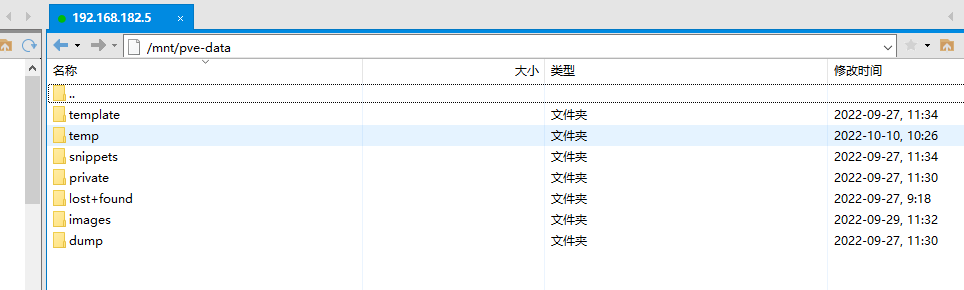 192.168.182.5 ×
/mnt/pve-data
名称 大小 类型 修改时间
..
template 文件夹 2022-09-27, 11:34
temp 文件夹 2022-10-10, 10:26
snippets 文件夹 2022-09-27, 11:34
private 文件夹 2022-09-27, 11:30
lost+found 文件夹 2022-09-27, 9:18
images 文件夹 2022-09-29, 11:32
dump 文件夹 2022-09-27, 11:30